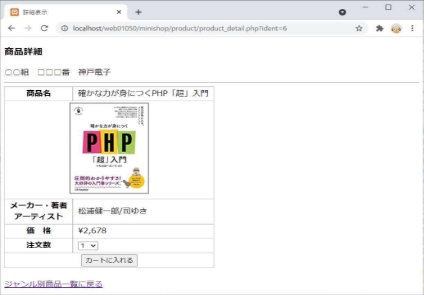 詳細表示
localhost/web01050/minishop/product/product_detail.php?ident=6
商品詳細
○○組 □□□番 神戸電子
商品名 確かな力が身につくPHP「超」入門
確かな力が身につく
PHP
「超」入門
メーカー・著者
アーティスト
松浦健一郎/司ゆき
価 格 ¥2,678
注文数 1
カートに入れる
ジャンル別商品一覧に戻る